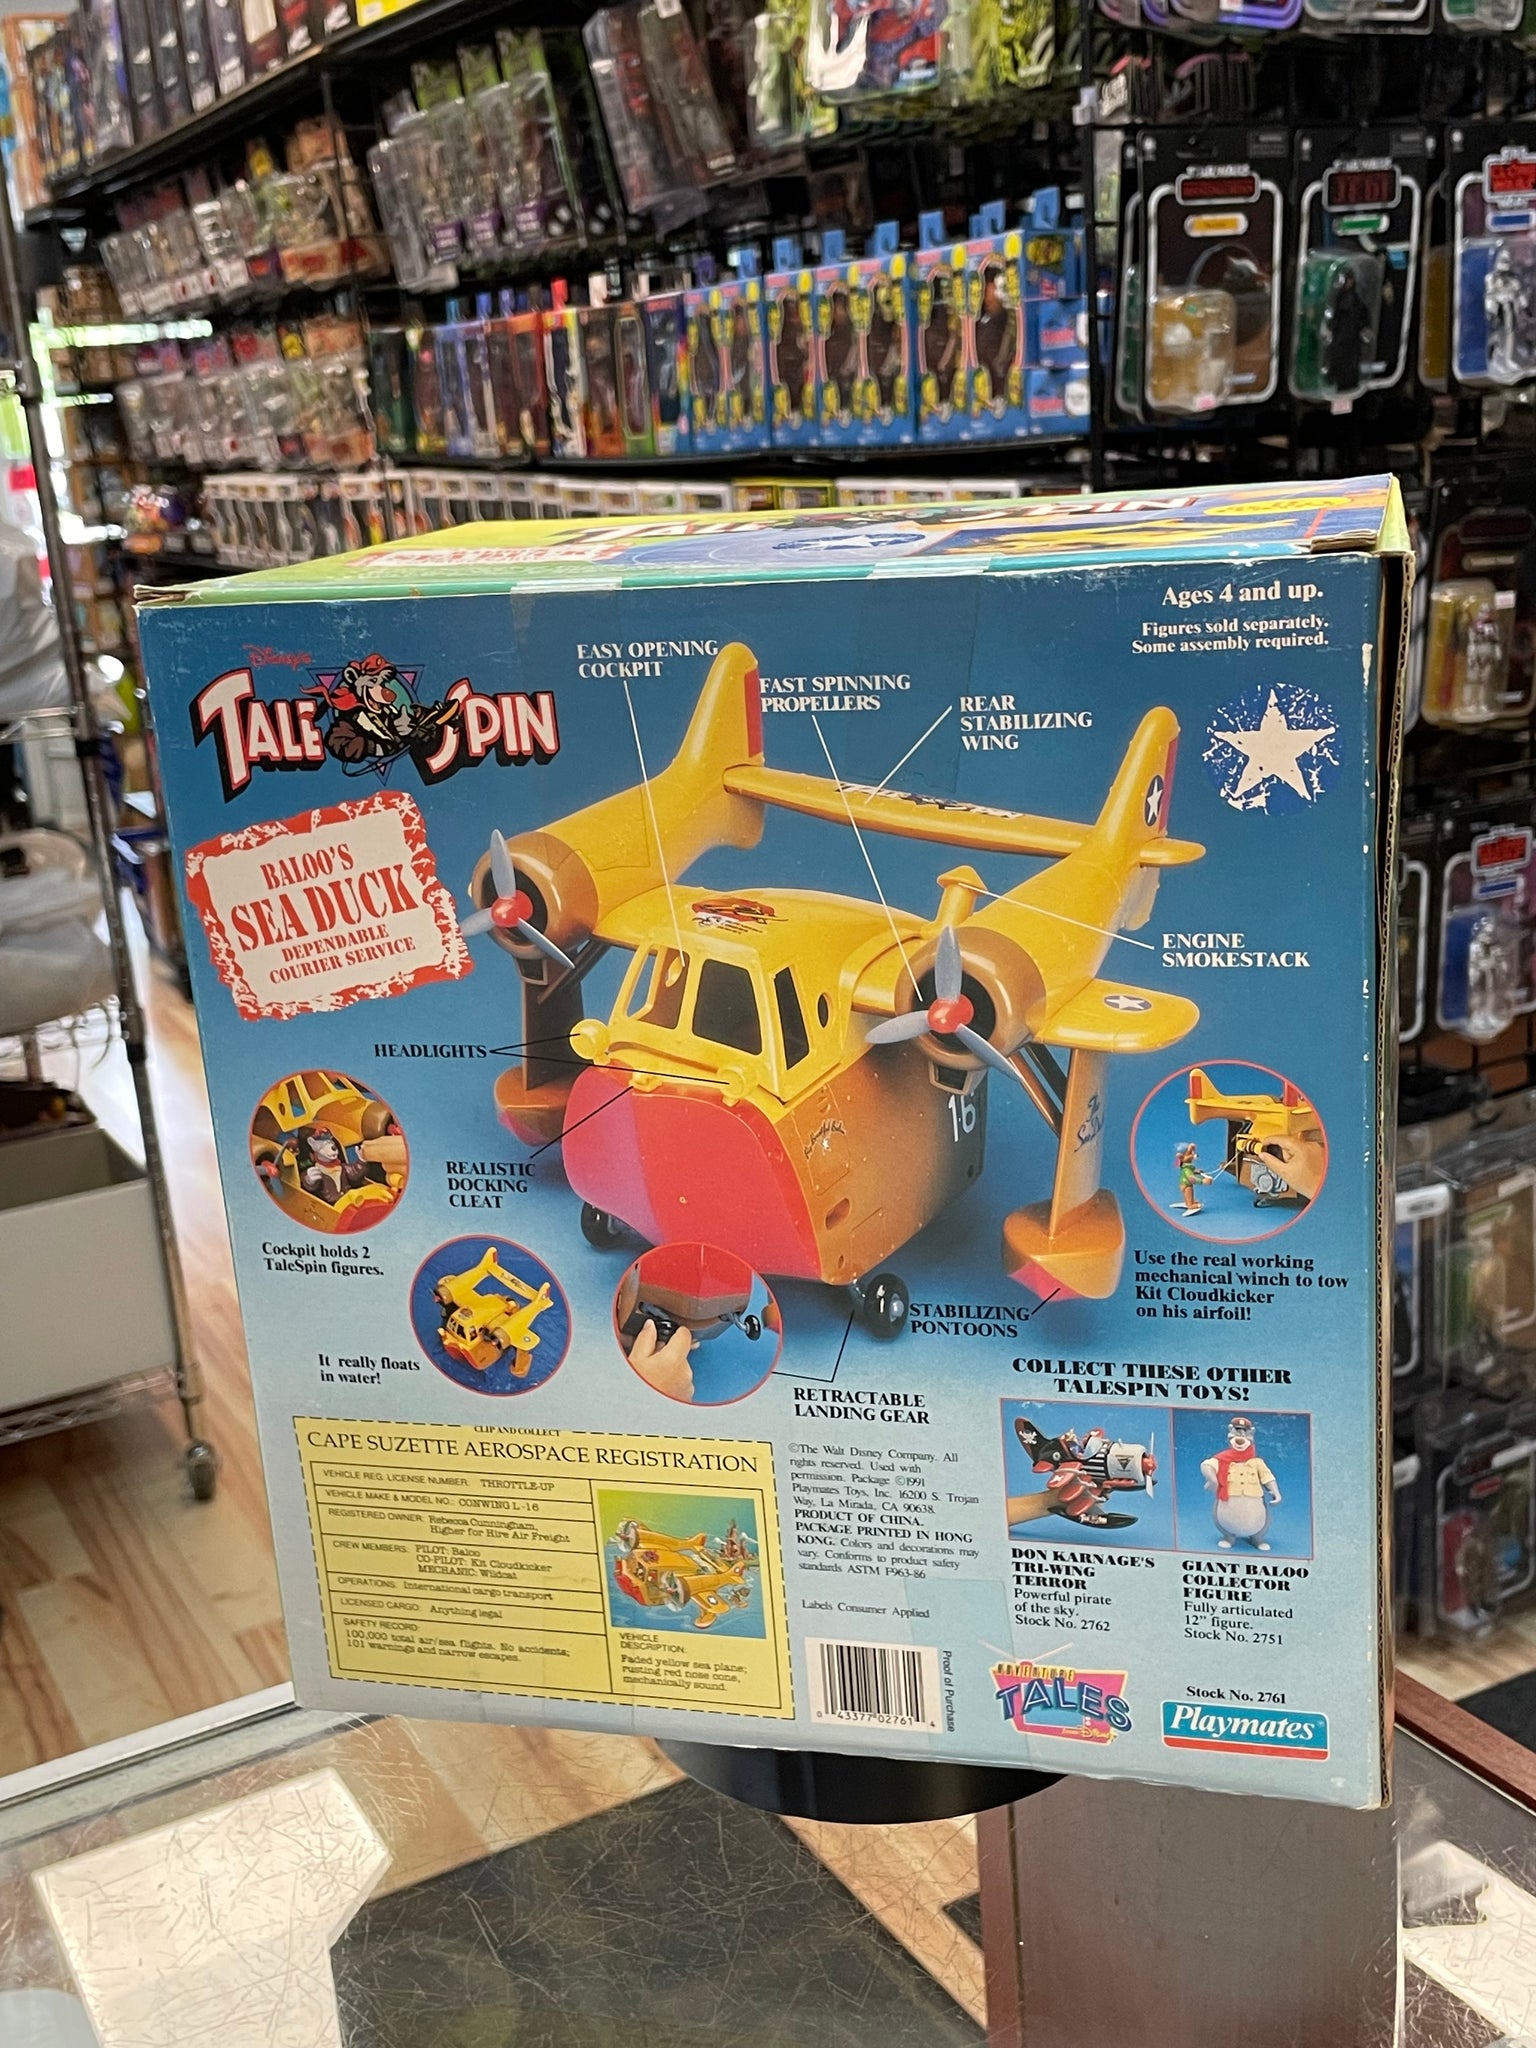 TALE SPIN
Ages 4 and up.
Figures sold separately.
Some assembly required.
Disney's
TALE SPIN
EASY OPENING
COCKPIT
FAST SPINNING
PROPELLERS
REAR
STABILIZING
WING
BALOO'S
SEA DUCK
DEPENDABLE
COURIER SERVICE
ENGINE
SMOKESTACK
HEADLIGHTS
16
REALISTIC
DOCKING
CLEAT
Cockpit holds 2
TaleSpin figures.
Use the real working
mechanical winch to tow
Kit Cloudkicker
on his airfoil!
STABILIZING
PONTOONS
It really floats
in water!
RETRACTABLE
LANDING GEAR
COLLECT THESE OTHER
TALESPIN TOYS!
CLIP AND COLLECT
CAPE SUZETTE AEROSPACE REGISTRATION
VEHICLE REG. LICENSE NUMBER: THROTTLE-UP
VEHICLE MAKE & MODEL NO.: CONWING L-16
REGISTERED OWNER: Rebecca Cunningham,
Higher for Hire Air Freight
CREW MEMBERS: PILOT: Baloo
CO-PILOT: Kit Cloudkicker
MECHANIC: Wildcat
OPERATIONS: International cargo transport
LICENSED CARGO: Anything legal
SAFETY RECORD:
100,000 total air/sea flights. No accidents;
101 warnings and narrow escapes.
VEHICLE
DESCRIPTION:
Faded yellow sea plane;
rusting red nose cone,
mechanically sound.
©The Walt Disney Company. All
rights reserved. Used with
permission. Package ©1991
Playmates Toys, Inc. 16200 S. Trojan
Way, La Mirada, CA 90638.
PRODUCT OF CHINA.
PACKAGE PRINTED IN HONG
KONG. Colors and decorations may
vary. Conforms to product safety
standards ASTM F963-86
Labels Consumer Applied
DON KARNAGE'S
TRI-WING
TERROR
Powerful pirate
of the sky.
Stock No. 2762
GIANT BALOO
COLLECTOR
FIGURE
Fully articulated
12" figure.
Stock No. 2751
0 43377 02761 4
Proof of Purchase
ADVENTURE
TALES
from Disney
Stock No. 2761
Playmates